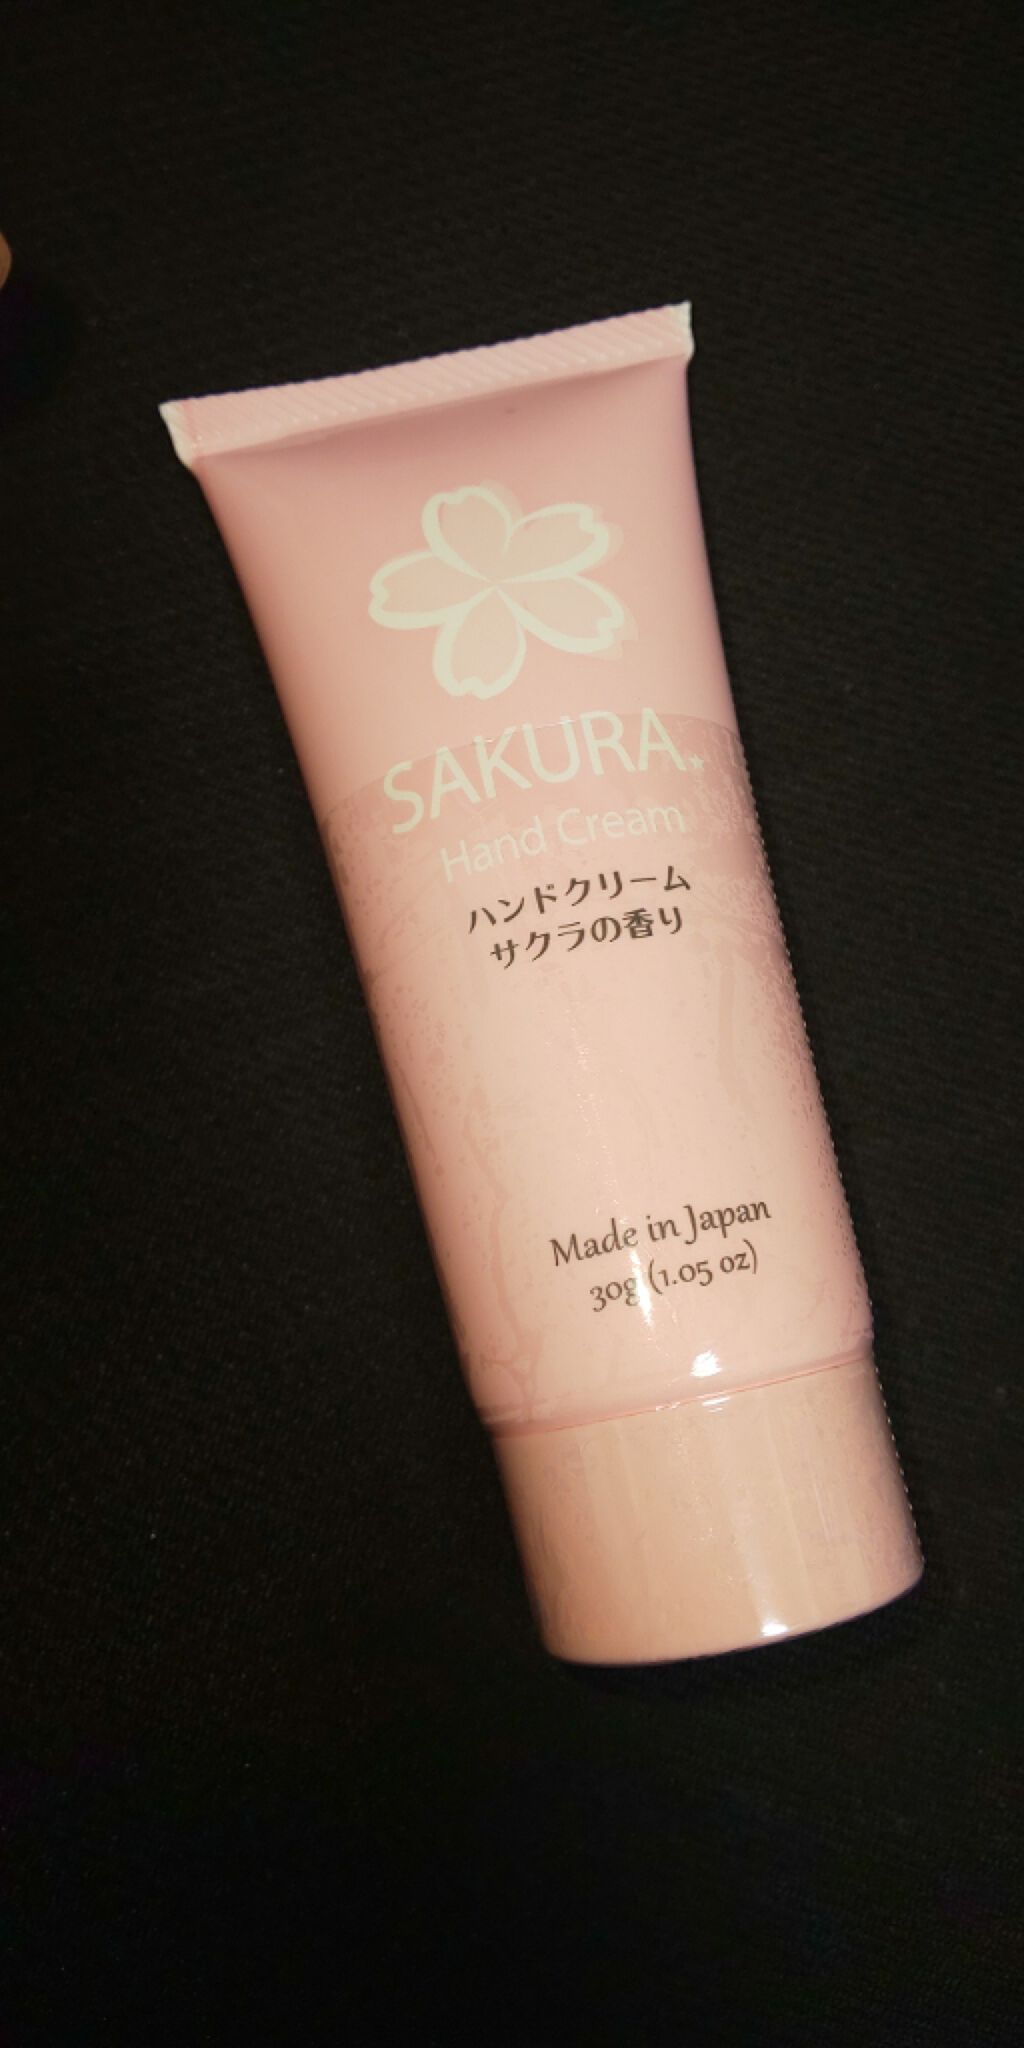 SAKURA
Hand Cream
ハンドクリーム
サクラの香り
Made in Japan
30g (1.05 oz)